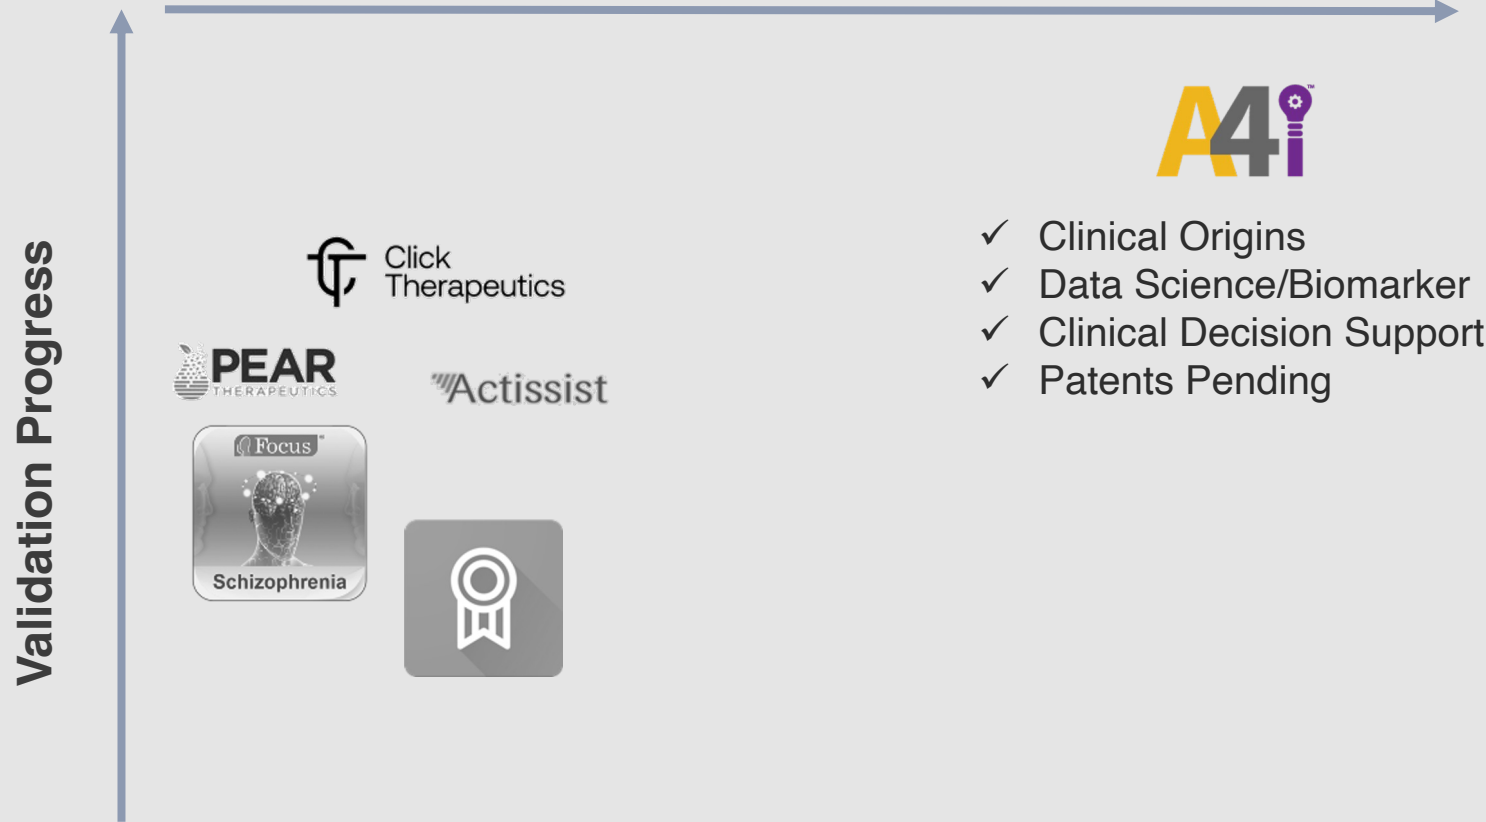 A4i™
Clinical Origins
Data Science/Biomarker
Clinical Decision Support
Patents Pending
Validation Progress
Click
Therapeutics
PEAR
THERAPEUTICS
Actissist
Focus
Schizophrenia